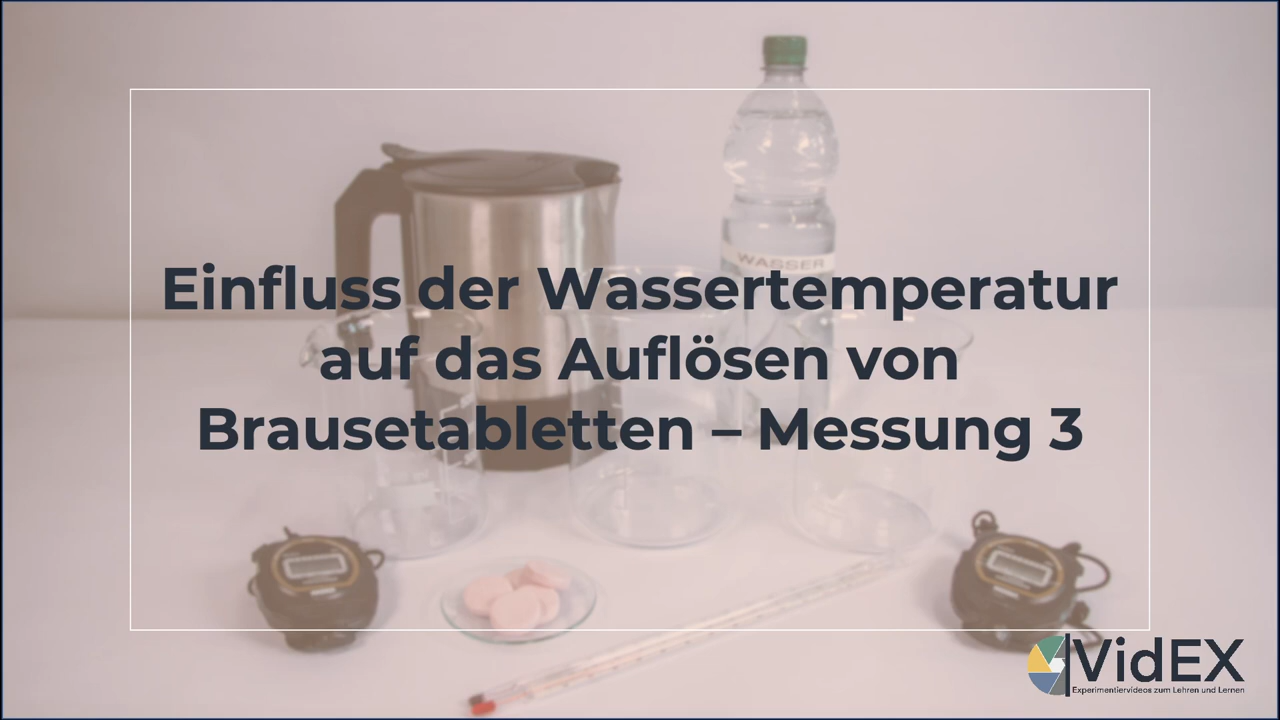 WASSER
Einfluss der Wassertemperatur
auf das Auflösen von
Brausetabletten – Messung 3
VidEX
Experimentiervideos zum Lehren und Lernen